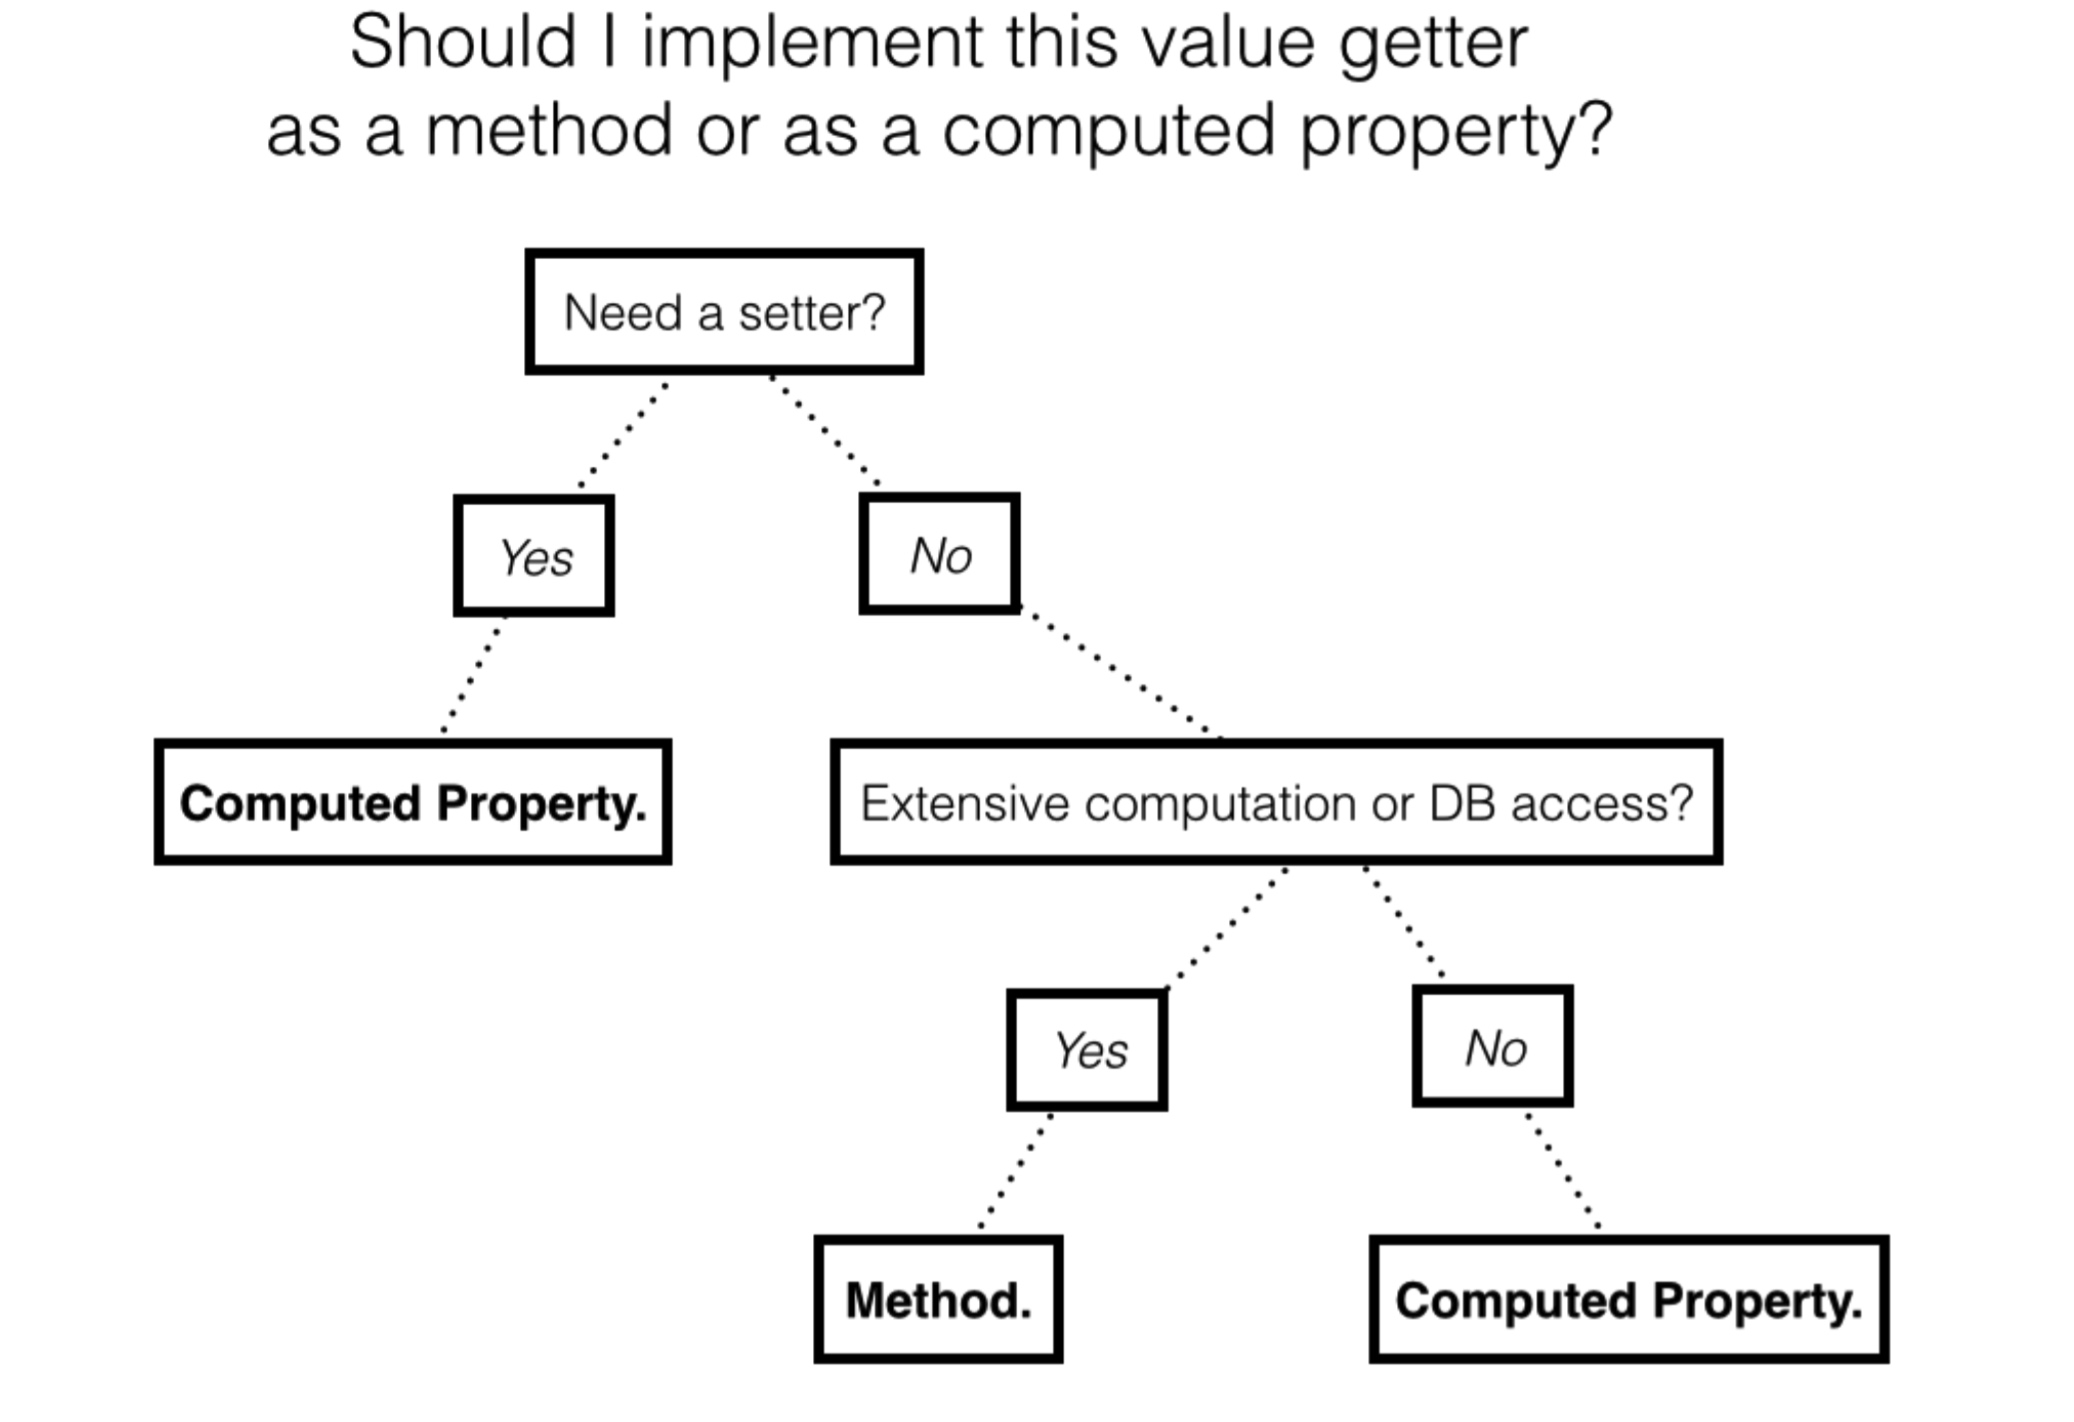 Should I implement this value getter
as a method or as a computed property?
Need a setter?
Yes
No
Computed Property.
Extensive computation or DB access?
Yes
No
Method.
Computed Property.